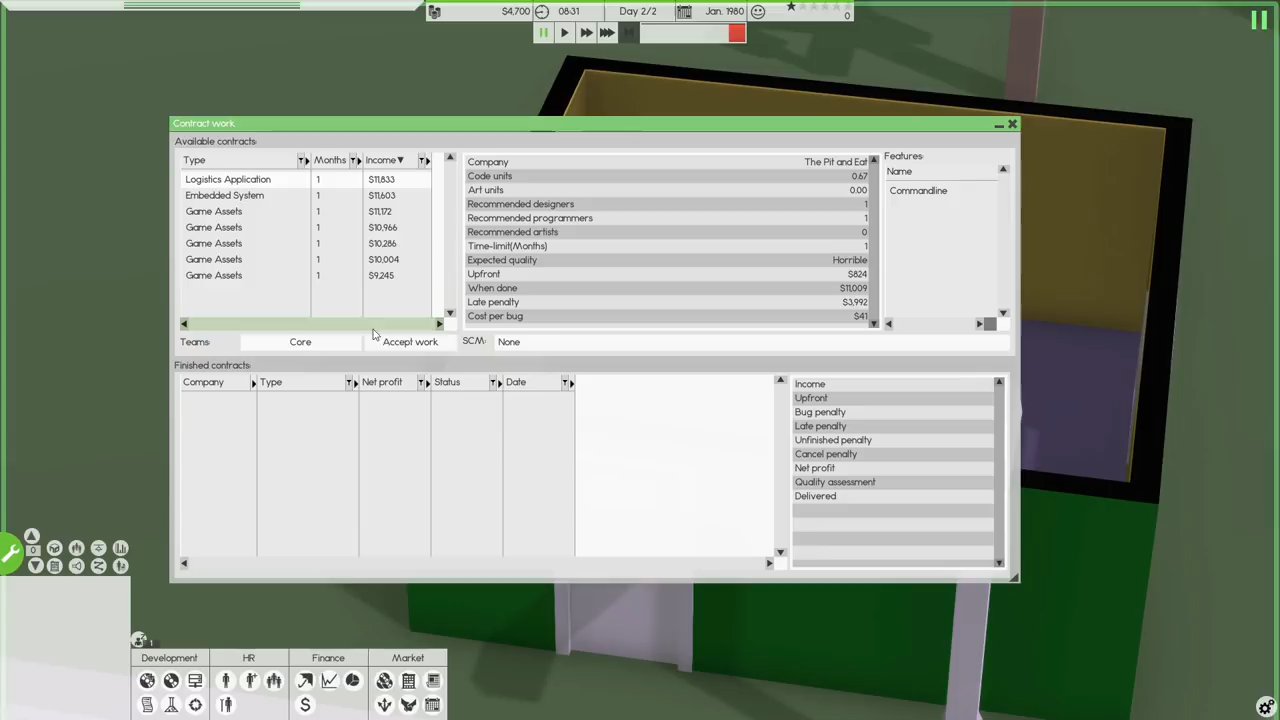 $4,700 08:31 Day 2/2 Jan. 1980 0
Contract work
Available contracts:
Type Months Income▼
Logistics Application 1 $11,833
Embedded System 1 $11,603
Game Assets 1 $11,172
Game Assets 1 $10,966
Game Assets 1 $10,286
Game Assets 1 $10,004
Game Assets 1 $9,245
Company The Pit and Eat
Code units 0.67
Art units 0.00
Recommended designers 1
Recommended programmers 1
Recommended artists 0
Time-limit(Months) 1
Expected quality Horrible
Upfront $824
When done $11,009
Late penalty $3,992
Cost per bug $41
Features:
Name
Commandline
Teams: Core Accept work SCM: None
Finished contracts:
Company Type Net profit Status Date
Income
Upfront
Bug penalty
Late penalty
Unfinished penalty
Cancel penalty
Net profit
Quality assessment
Delivered
0
1
Development HR Finance Market
$